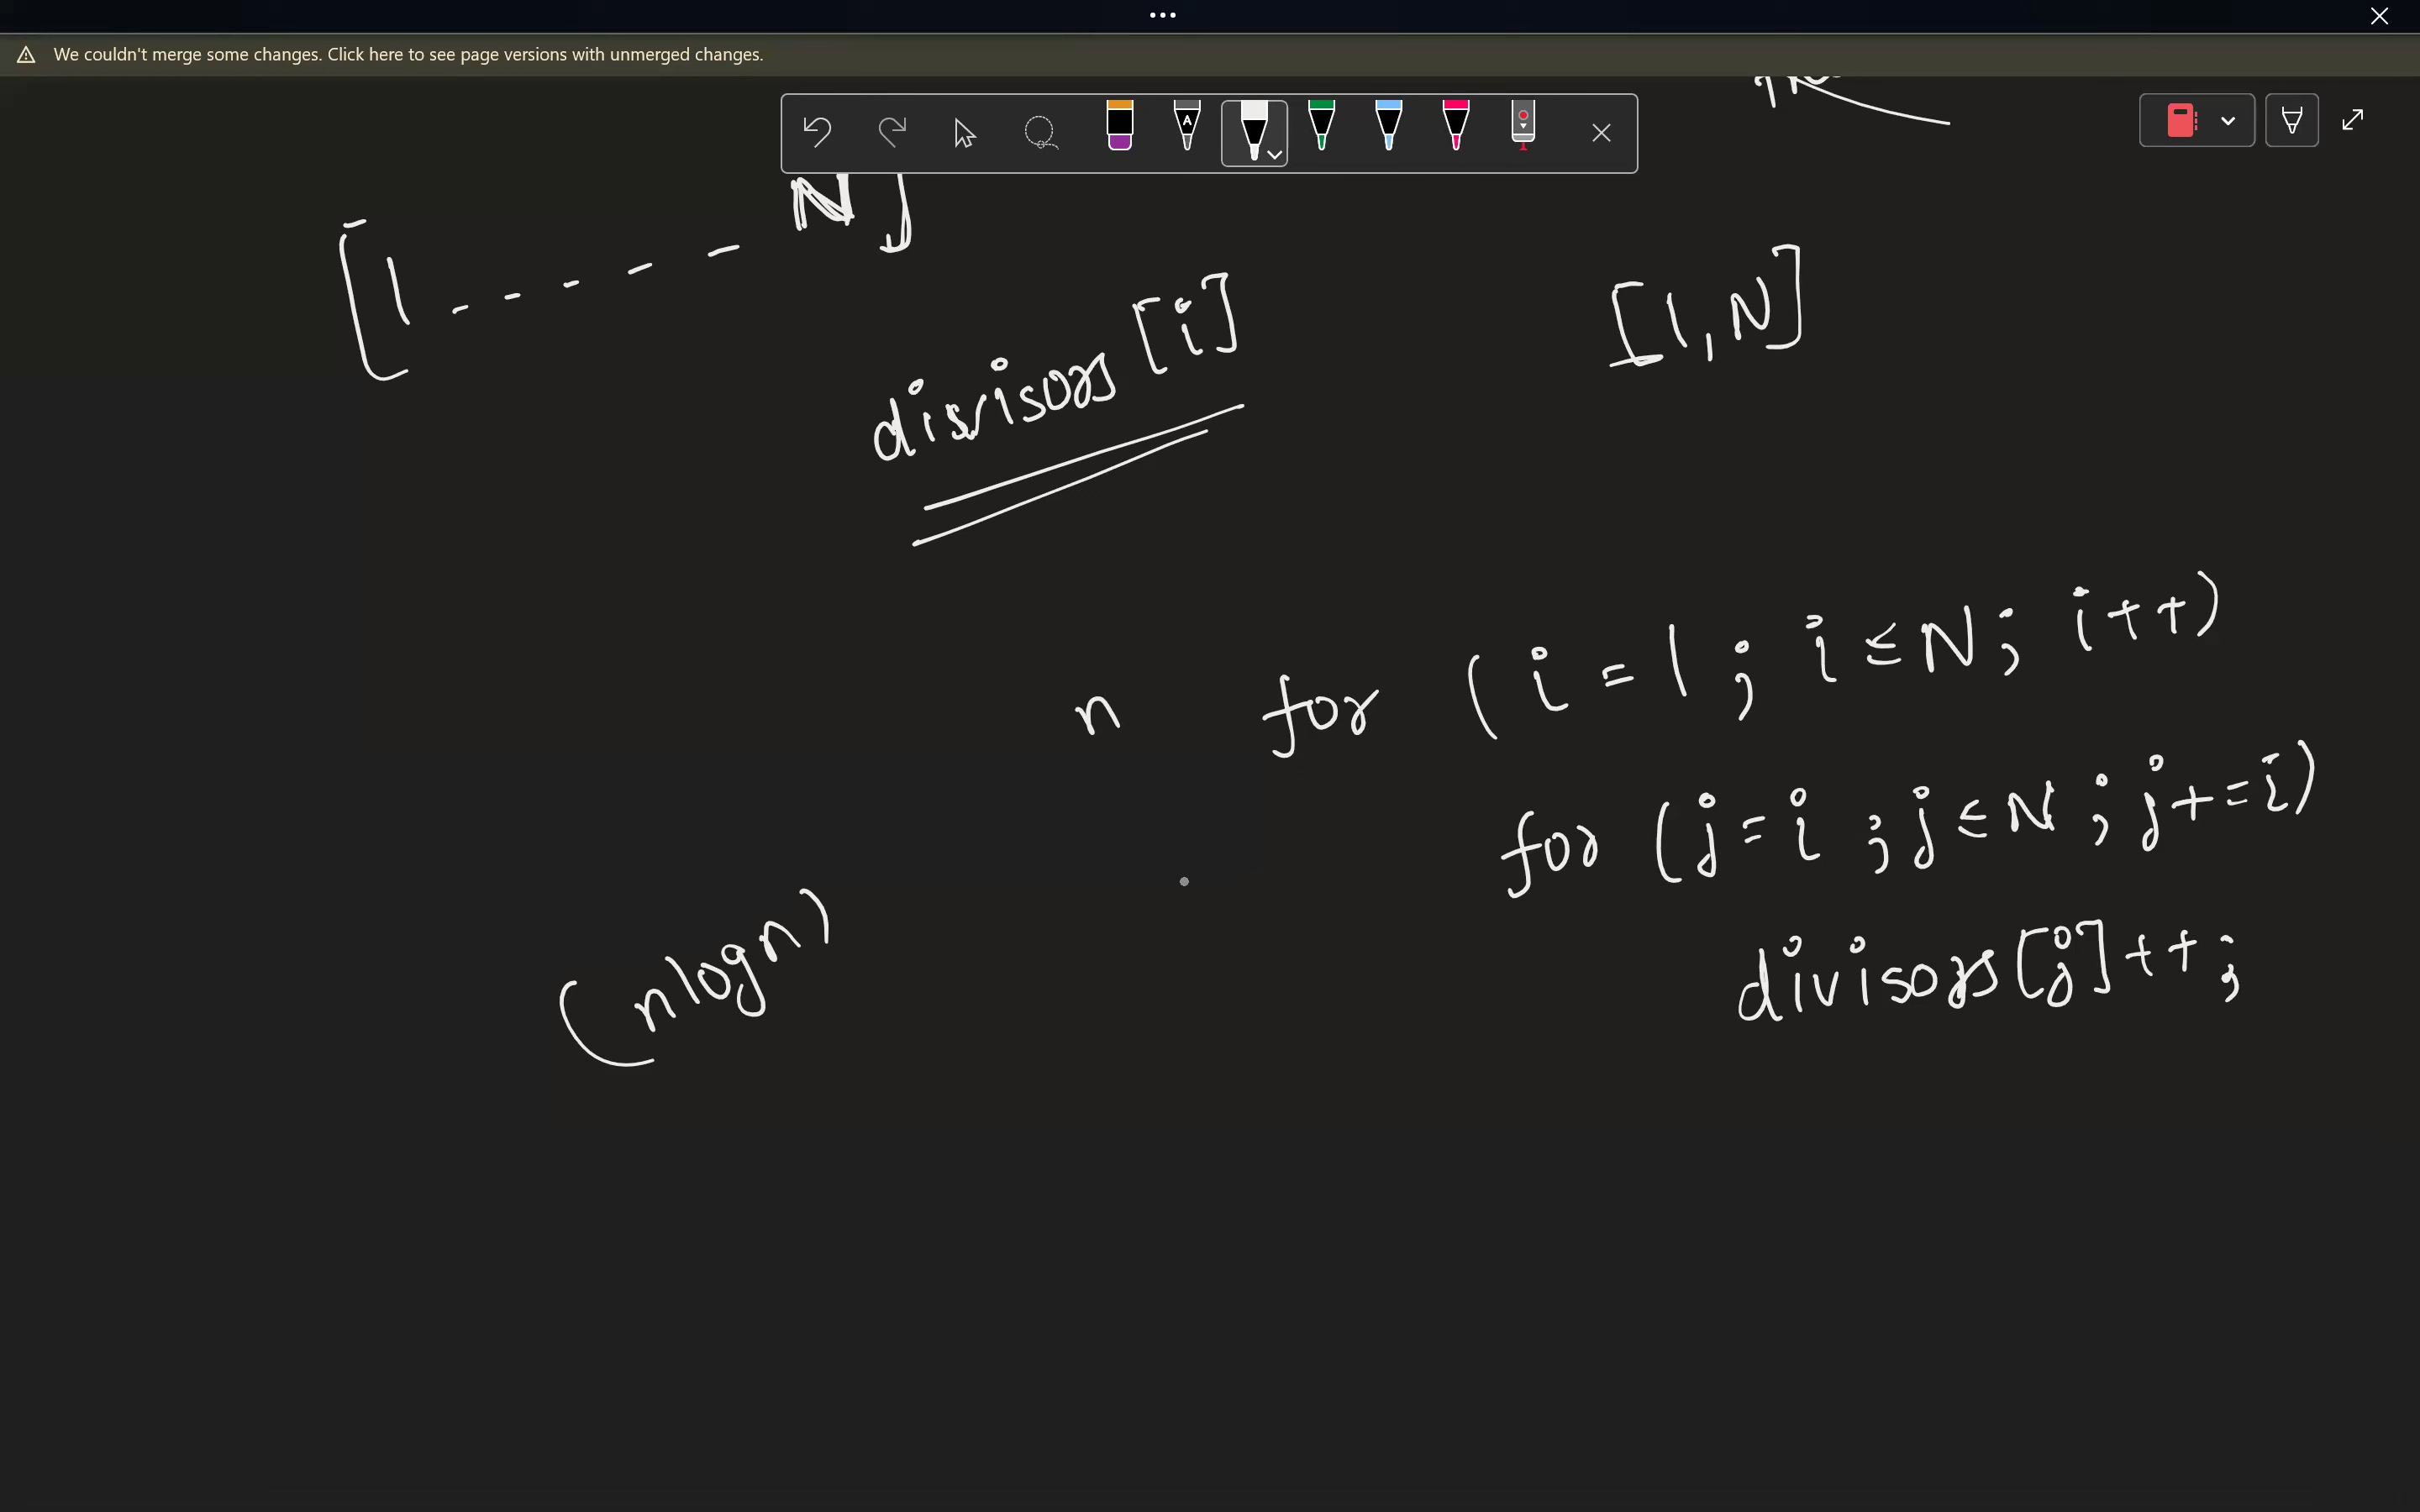 We couldn't merge some changes. Click here to see page versions with unmerged changes.
[1 - - - - - N]
divisors[i]
[1, N]
n for ( i = 1 ; i ≤ N ; i++)
for ( j = i ; j ≤ N ; j += i)
divisors[j]++ ;
(n log n)